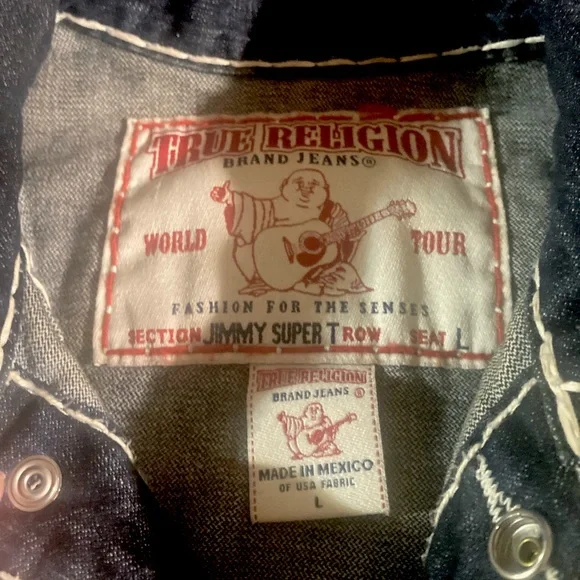 TRUE RELIGION
BRAND JEANS®
WORLD TOUR
FASHION FOR THE SENSES
SECTION JIMMY SUPER T ROW SEAT L
TRUE RELIGION
BRAND JEANS®
MADE IN MEXICO
OF USA FABRIC
L